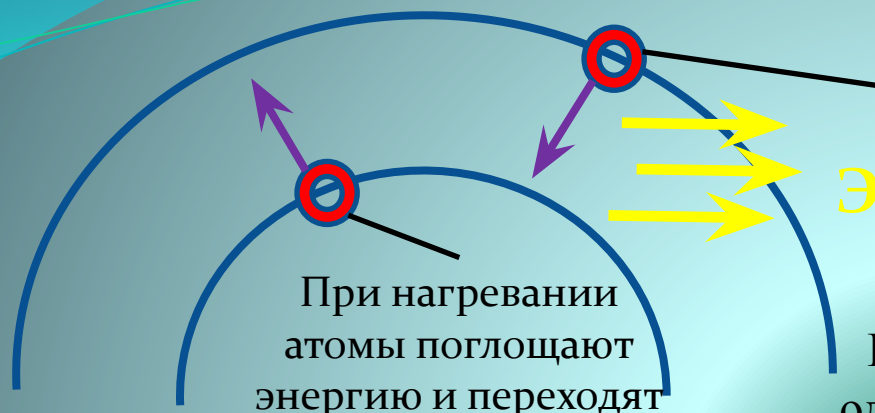 При нагревании
атомы поглощают
энергию и переходят